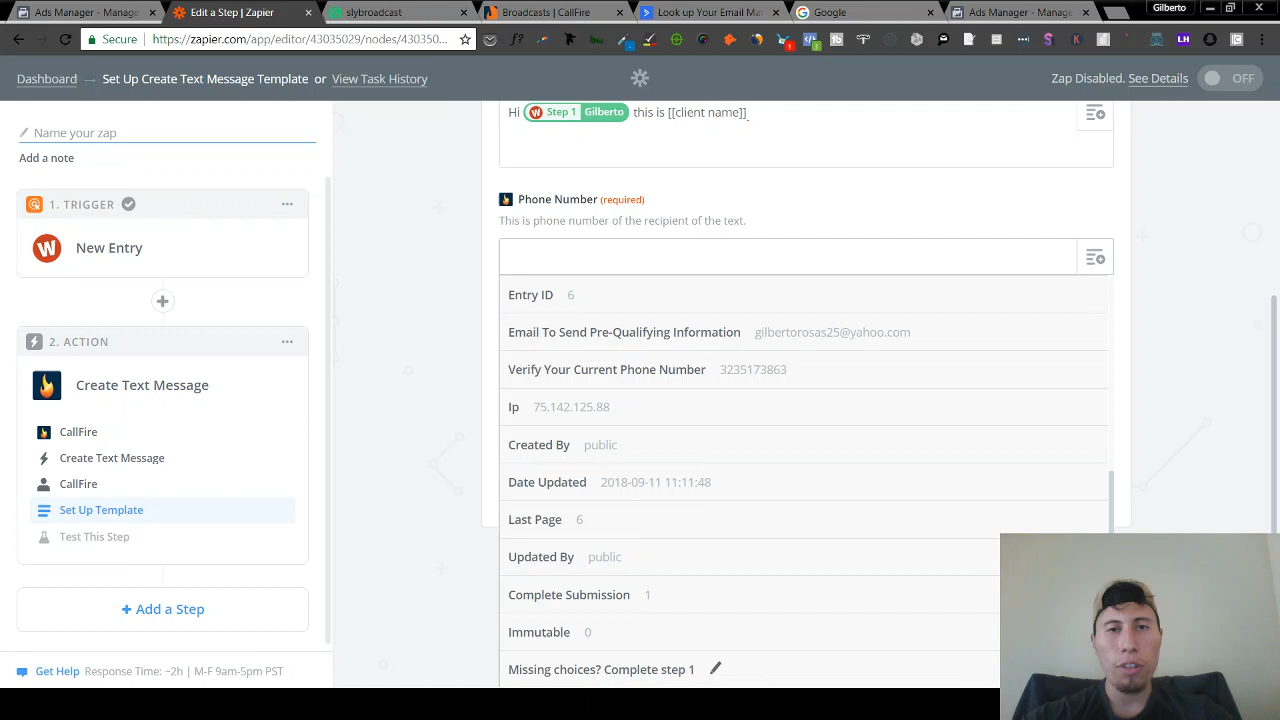 Ads Manager - Manage
Edit a Step | Zapier
slybroadcast
Broadcasts | CallFire
Look up Your Email Ma
Google
Ads Manager - Manage
Gilberto
Secure
https://zapier.com/app/editor/43035029/nodes/430350...
Dashboard → Set Up Create Text Message Template or View Task History
Zap Disabled. See Details
OFF
Name your zap
Add a note
1. TRIGGER
New Entry
2. ACTION
Create Text Message
CallFire
Create Text Message
CallFire
Set Up Template
Test This Step
+ Add a Step
Get Help Response Time: ~2h | M-F 9am-5pm PST
Hi Step 1 Gilberto this is [[client name]]
Phone Number (required)
This is phone number of the recipient of the text.
Entry ID 6
Email To Send Pre-Qualifying Information gilbertorosas25@yahoo.com
Verify Your Current Phone Number 3235173863
Ip 75.142.125.88
Created By public
Date Updated 2018-09-11 11:11:48
Last Page 6
Updated By public
Complete Submission 1
Immutable 0
Missing choices? Complete step 1